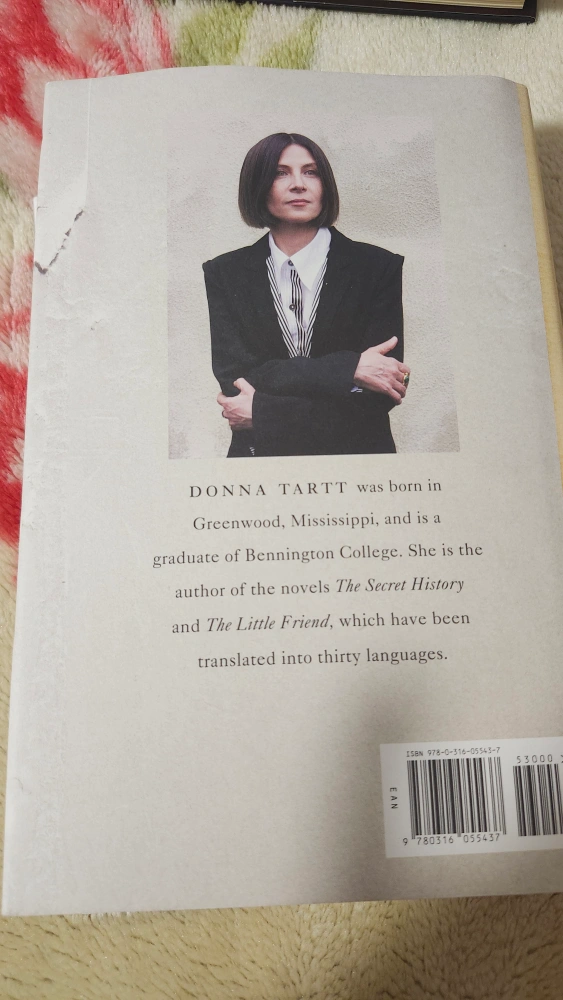 DONNA TARTT was born in
Greenwood, Mississippi, and is a
graduate of Bennington College. She is the
author of the novels The Secret History
and The Little Friend, which have been
translated into thirty languages.
ISBN 978-0-316-05543-7
53000
EAN
9 780316 055437